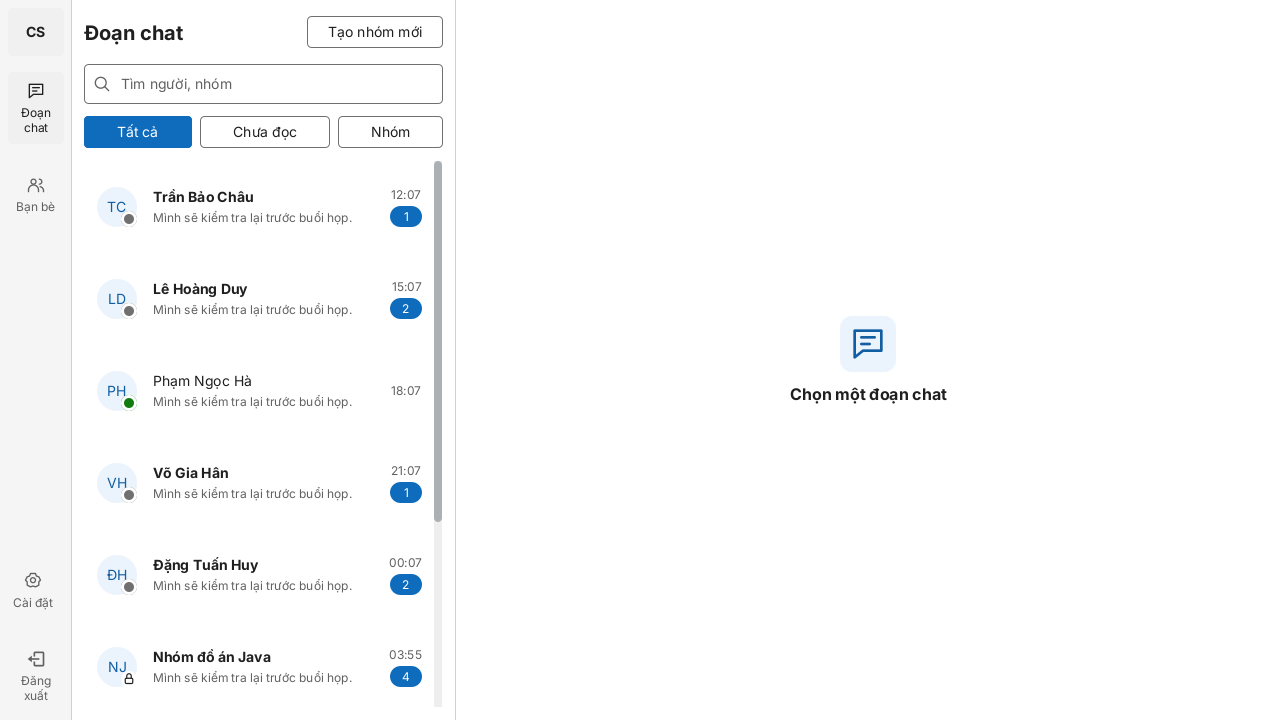 CS
Đoạn chat
Tạo nhóm mới
Tìm người, nhóm
Đoạn
chat
Tất cả
Chưa đọc
Nhóm
Bạn bè
TC
Trần Bảo Châu
12:07
Mình sẽ kiểm tra lại trước buổi họp.
1
LD
Lê Hoàng Duy
15:07
Mình sẽ kiểm tra lại trước buổi họp.
2
PH
Phạm Ngọc Hà
18:07
Mình sẽ kiểm tra lại trước buổi họp.
Chọn một đoạn chat
VH
Võ Gia Hân
21:07
Mình sẽ kiểm tra lại trước buổi họp.
1
ĐH
Đặng Tuấn Huy
00:07
Mình sẽ kiểm tra lại trước buổi họp.
2
Cài đặt
NJ
Nhóm đồ án Java
03:55
Mình sẽ kiểm tra lại trước buổi họp.
4
Đăng
xuất